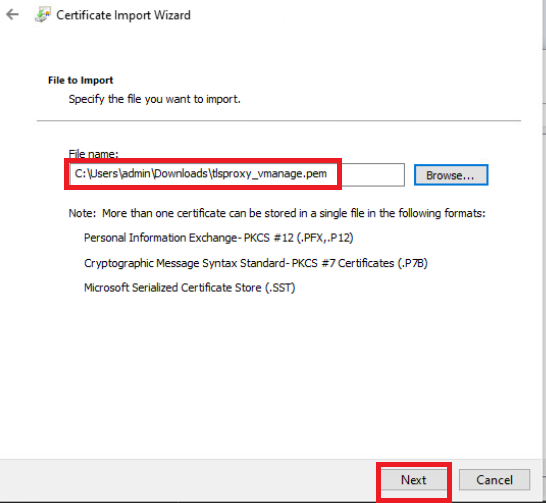 Certificate Import Wizard
File to Import
Specify the file you want to import.
File name:
C:\Users\admin\Downloads\tlsproxy_vmanage.pem
Browse...
Note: More than one certificate can be stored in a single file in the following formats:
Personal Information Exchange- PKCS #12 (.PFX,.P12)
Cryptographic Message Syntax Standard- PKCS #7 Certificates (.P7B)
Microsoft Serialized Certificate Store (.SST)
Next
Cancel